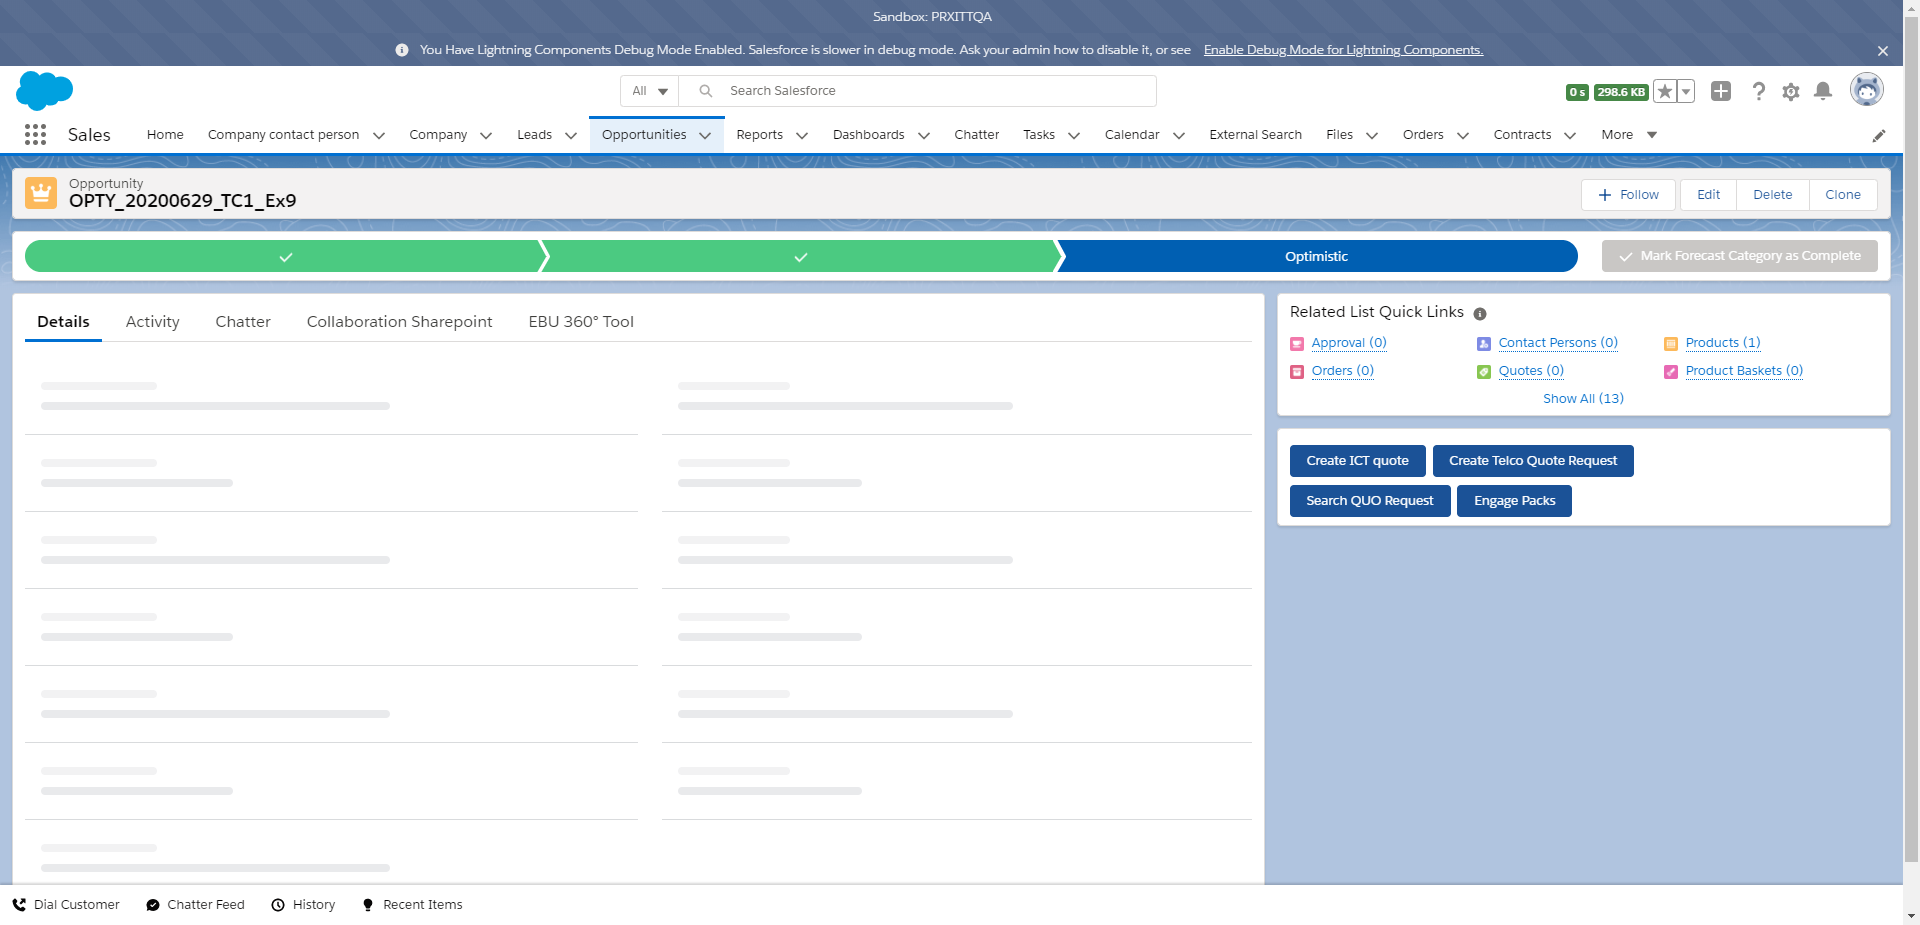 Sandbox: PRXITTQA
You Have Lightning Components Debug Mode Enabled. Salesforce is slower in debug mode. Ask your admin how to disable it, or see Enable Debug Mode for Lightning Components.
All Search Salesforce 0 s 298.6 KB
Sales Home Company contact person Company Leads Opportunities Reports Dashboards Chatter Tasks Calendar External Search Files Orders Contracts More
Opportunity
OPTY_20200629_TC1_Ex9
Follow Edit Delete Clone
Optimistic Mark Forecast Category as Complete
Details Activity Chatter Collaboration Sharepoint EBU 360° Tool
Related List Quick Links
Approval (0) Contact Persons (0) Products (1)
Orders (0) Quotes (0) Product Baskets (0)
Show All (13)
Create ICT quote Create Telco Quote Request
Search QUO Request Engage Packs
Dial Customer Chatter Feed History Recent Items